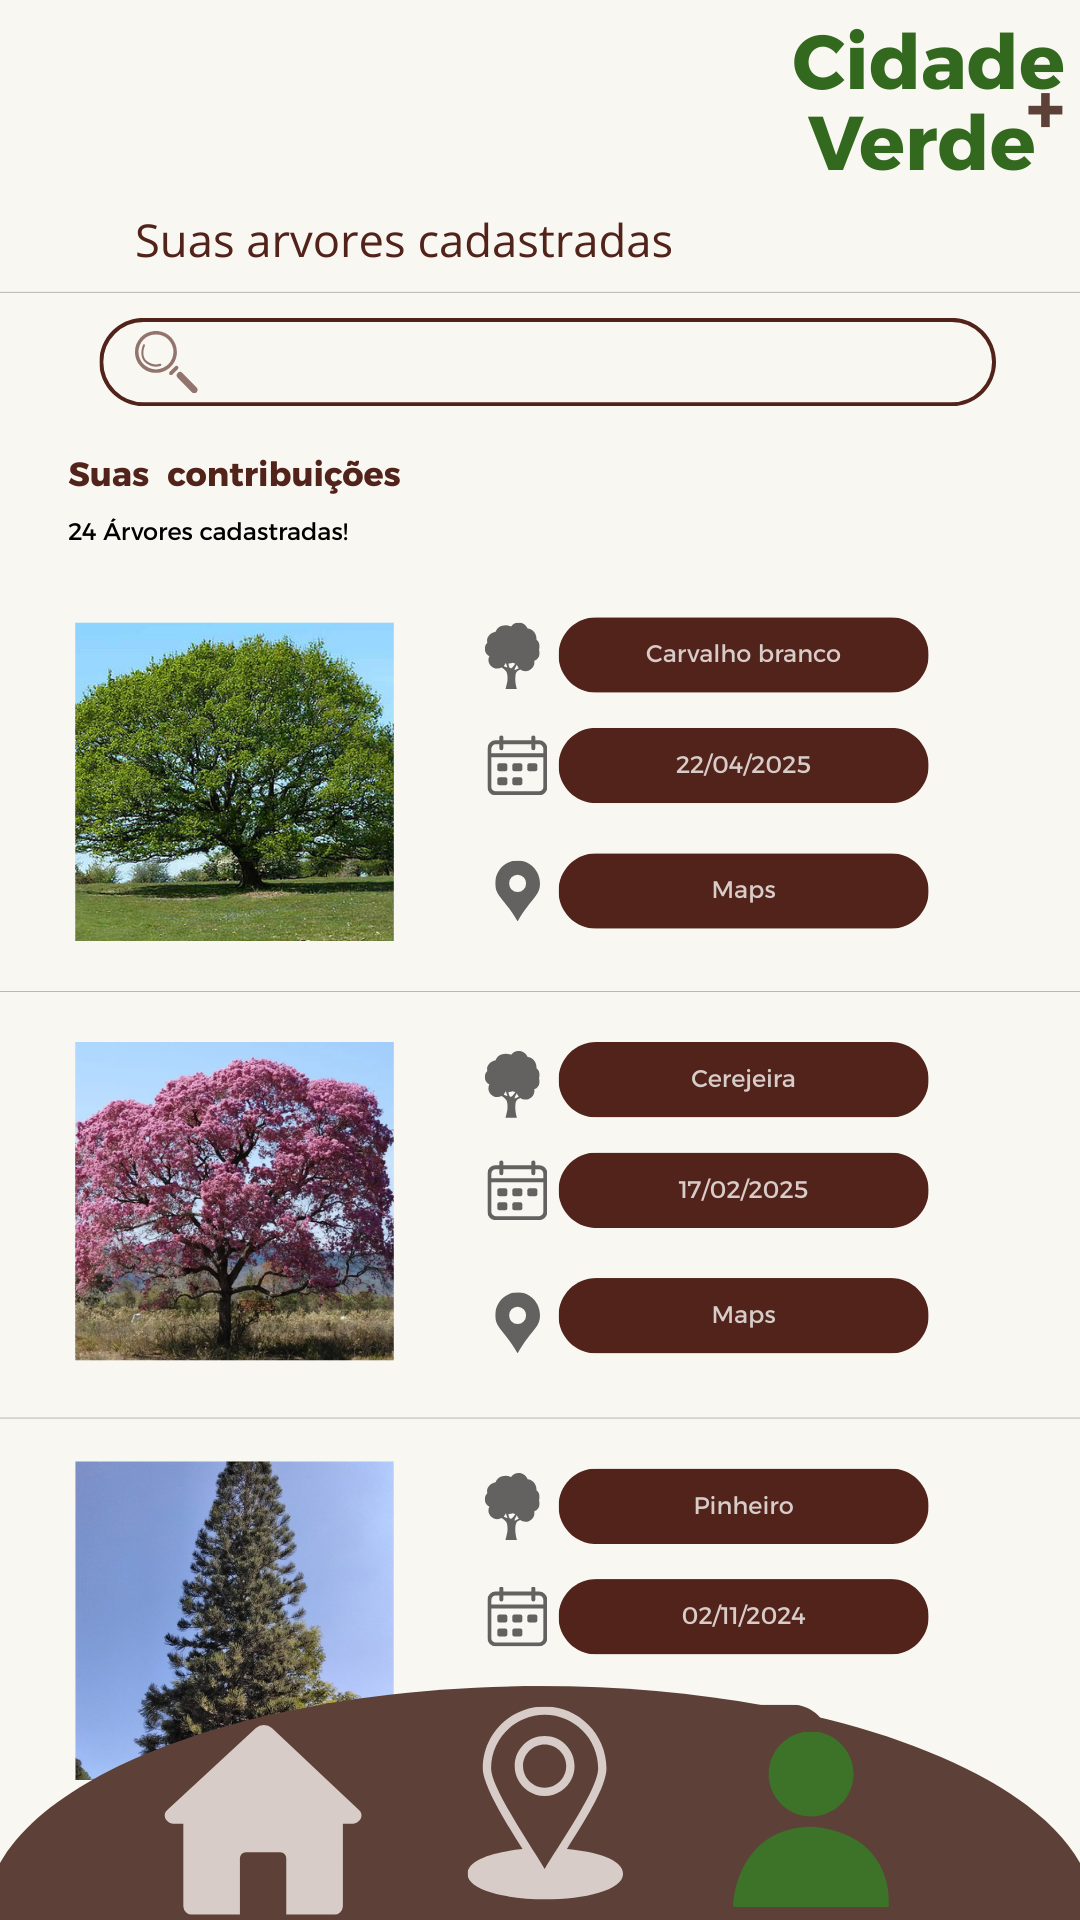 Cidade
Verde+
Suas arvores cadastradas
Suas contribuições
24 Árvores cadastradas!
Carvalho branco
22/04/2025
Maps
Cerejeira
17/02/2025
Maps
Pinheiro
02/11/2024